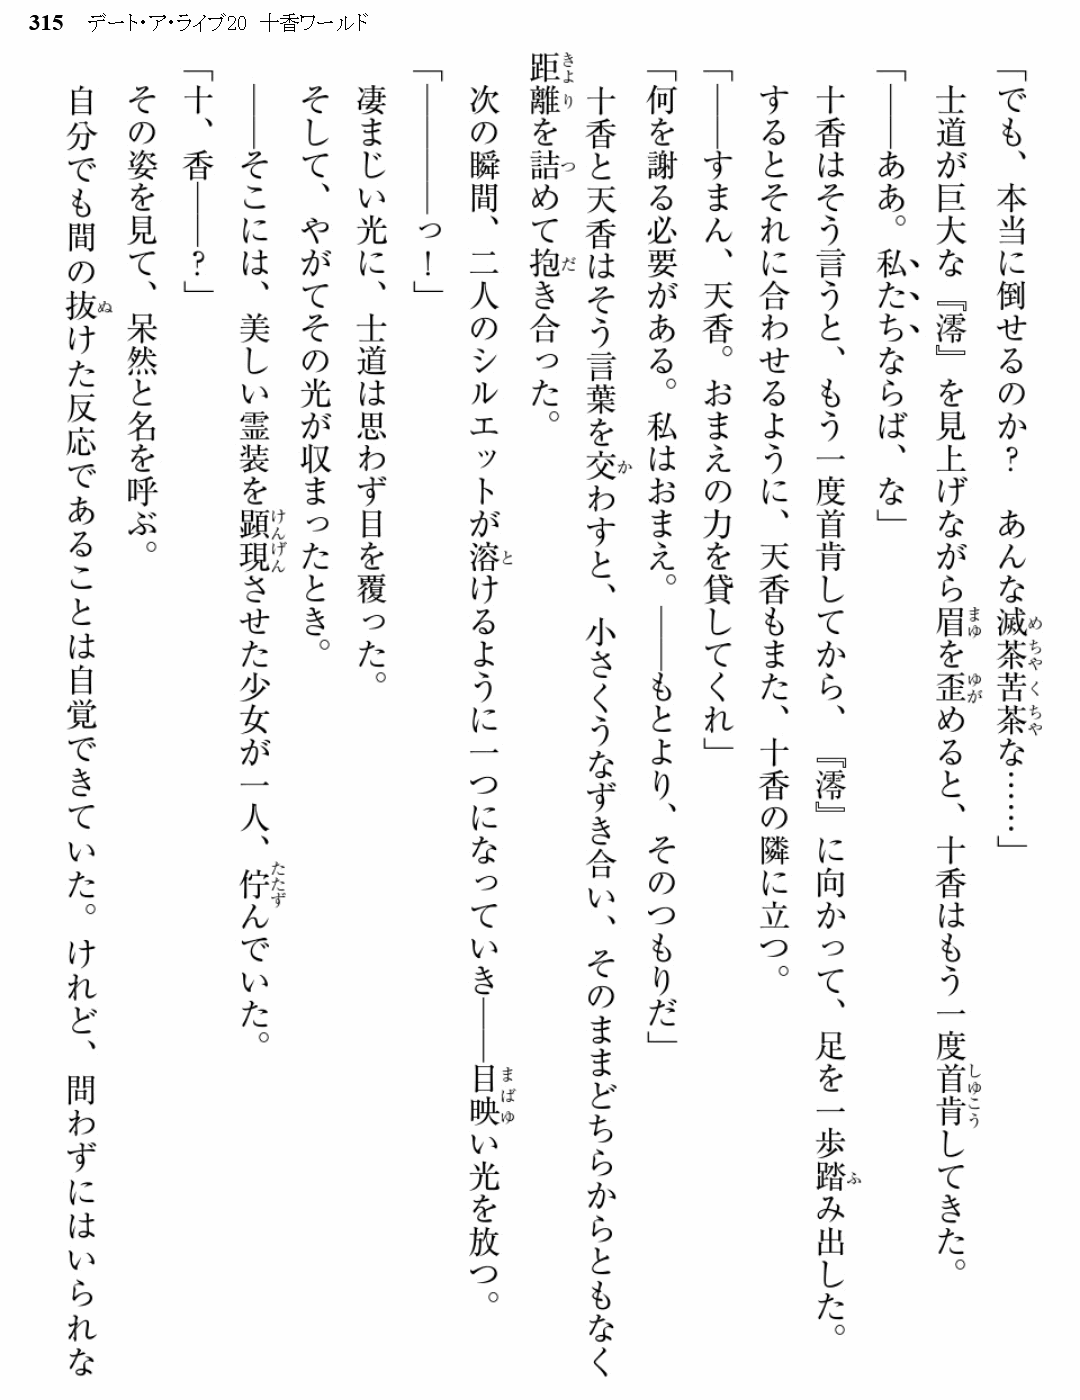 315 デート・ア・ライブ20 十香ワールド
「でも、本当に倒せるのか？　あんな滅茶苦茶な……」
士道が巨大な『澪』を見上げながら眉を歪めると、十香はもう一度首肯してきた。
「――ああ。私たちならば、な」
十香はそう言うと、もう一度首肯してから、『澪』に向かって、足を一歩踏み出した。
するとそれに合わせるように、天香もまた、十香の隣に立つ。
「――すまん、天香。おまえの力を貸してくれ」
「何を謝る必要がある。私はおまえ。――もとより、そのつもりだ」
十香と天香はそう言葉を交わすと、小さくうなずき合い、そのままどちらからともなく
距離を詰めて抱き合った。
次の瞬間、二人のシルエットが溶けるように一つになっていき――目映い光を放つ。
「――――っ！」
凄まじい光に、士道は思わず目を覆った。
そして、やがてその光が収まったとき。
――そこには、美しい霊装を顕現させた少女が一人、佇んでいた。
「十、香――？」
その姿を見て、呆然と名を呼ぶ。
自分でも間の抜けた反応であることは自覚できていた。けれど、問わずにはいられな